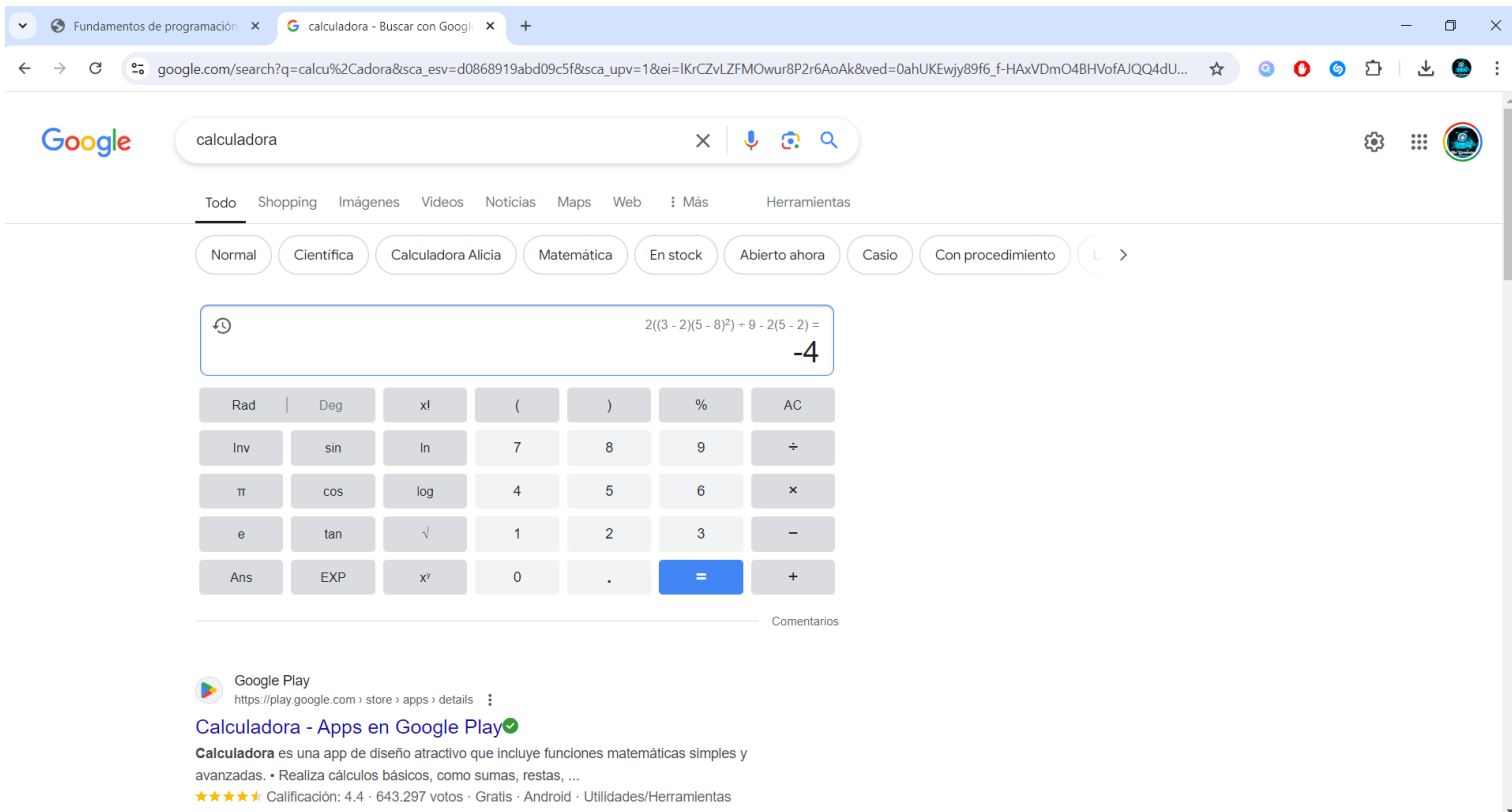 Fundamentos de programación
calculadora - Buscar con Googl
google.com/search?q=calcu%2Cadora&sca_esv=d0868919abd09c5f&sca_upv=1&ei=lKrCZvLZFMOwur8P2r6AoAk&ved=0ahUKEwjy89f6_f-HAxVDmO4BHVofAJQQ4dU...
Google
calculadora
Todo Shopping Imágenes Videos Noticias Maps Web Más Herramientas
Normal Científica Calculadora Alicia Matemática En stock Abierto ahora Casio Con procedimiento
2((3 - 2)(5 - 8)²) ÷ 9 - 2(5 - 2) =
-4
Rad | Deg x! ( ) % AC
Inv sin ln 7 8 9 ÷
π cos log 4 5 6 ×
e tan √ 1 2 3 −
Ans EXP xʸ 0 . = +
Comentarios
Google Play
https://play.google.com › store › apps › details
Calculadora - Apps en Google Play
Calculadora es una app de diseño atractivo que incluye funciones matemáticas simples y
avanzadas. • Realiza cálculos básicos, como sumas, restas, ...
Calificación: 4.4 · 643.297 votos · Gratis · Android · Utilidades/Herramientas